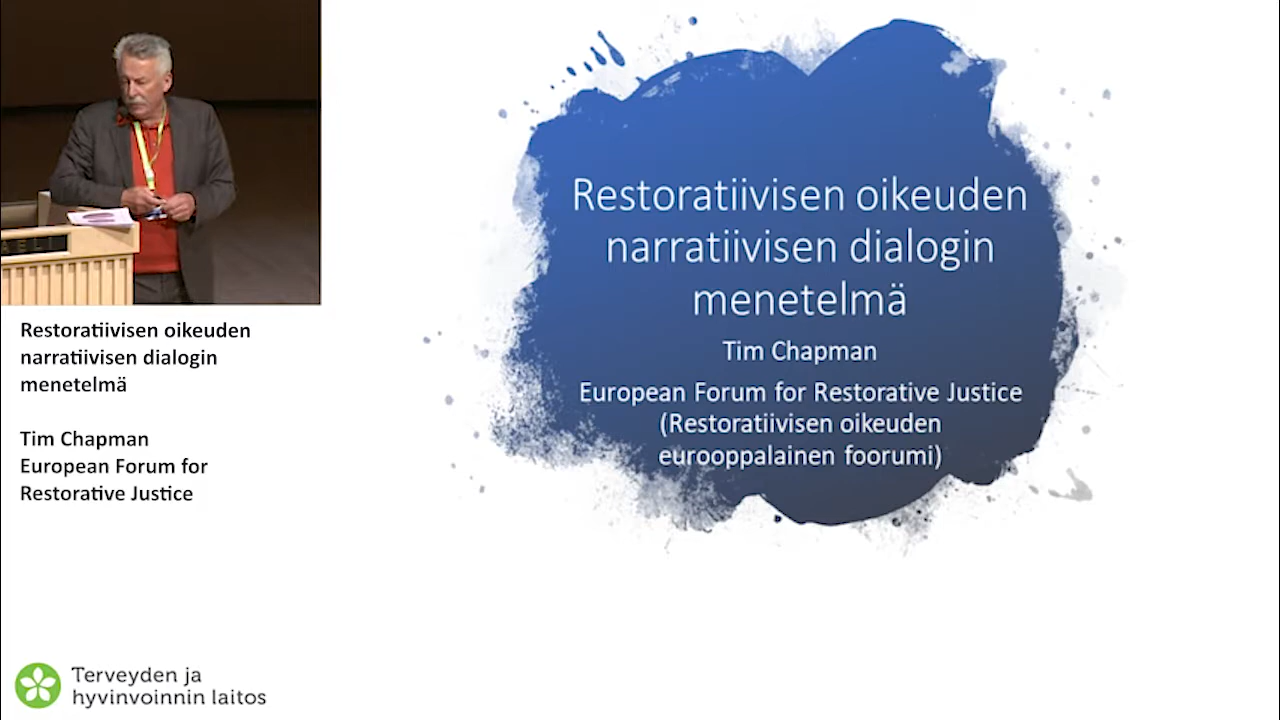 Restoratiivisen oikeuden
narratiivisen dialogin
menetelmä
Tim Chapman
European Forum for
Restorative Justice
Restoratiivisen oikeuden
narratiivisen dialogin
menetelmä
Tim Chapman
European Forum for Restorative Justice
(Restoratiivisen oikeuden
eurooppalainen foorumi)
Terveyden ja
hyvinvoinnin laitos